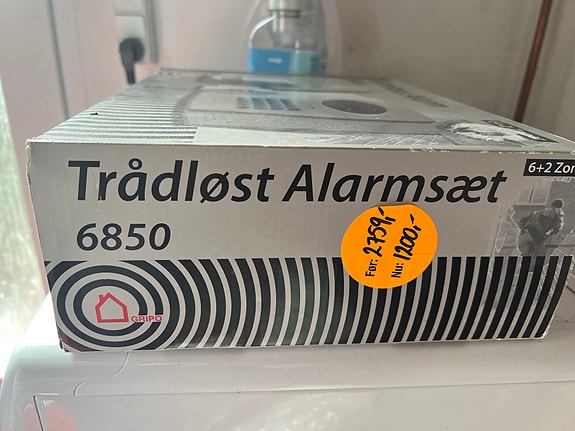 Trådløst Alarmsæt
6+2 Zon
6850
Før: 2759,-
Nu: 1200,-
GRIPO